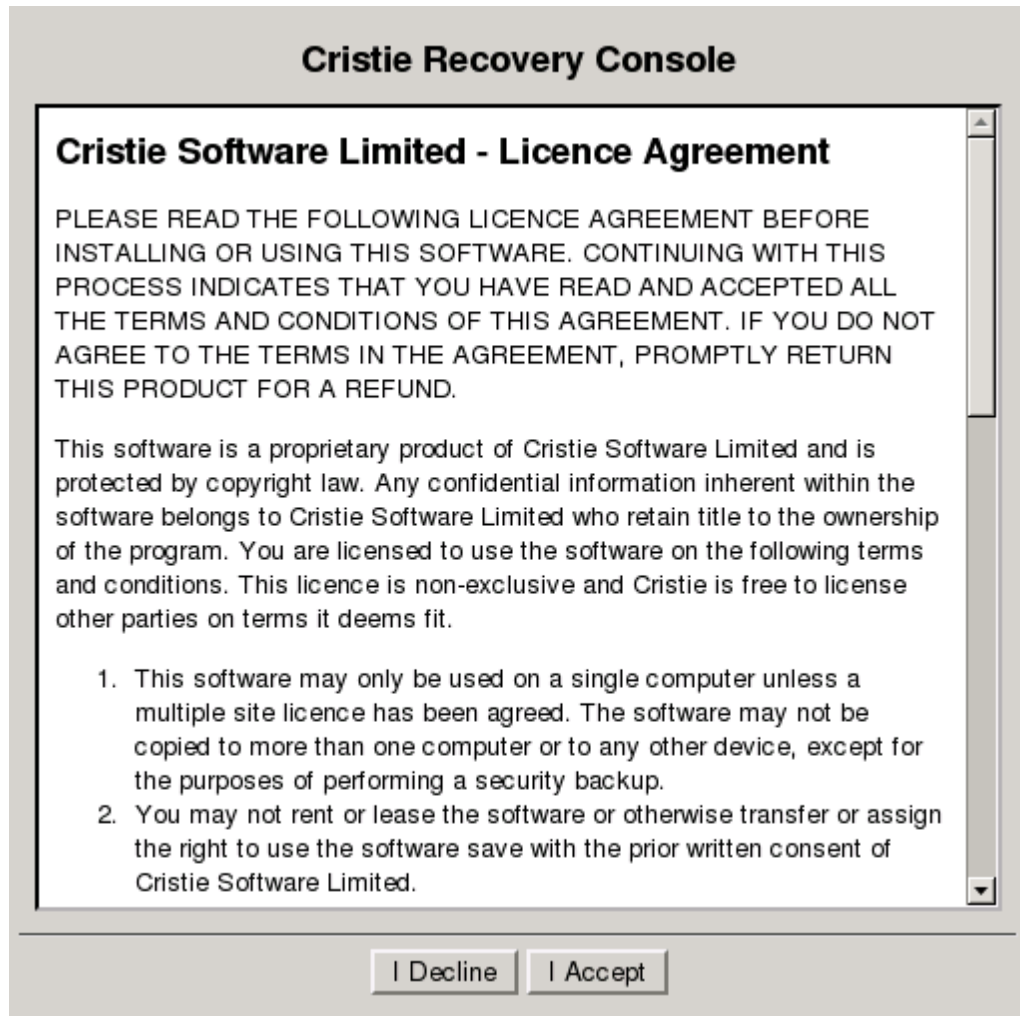 Cristie Recovery Console
Cristie Software Limited - Licence Agreement
PLEASE READ THE FOLLOWING LICENCE AGREEMENT BEFORE
INSTALLING OR USING THIS SOFTWARE. CONTINUING WITH THIS
PROCESS INDICATES THAT YOU HAVE READ AND ACCEPTED ALL
THE TERMS AND CONDITIONS OF THIS AGREEMENT. IF YOU DO NOT
AGREE TO THE TERMS IN THE AGREEMENT, PROMPTLY RETURN
THIS PRODUCT FOR A REFUND.
This software is a proprietary product of Cristie Software Limited and is
protected by copyright law. Any confidential information inherent within the
software belongs to Cristie Software Limited who retain title to the ownership
of the program. You are licensed to use the software on the following terms
and conditions. This licence is non-exclusive and Cristie is free to license
other parties on terms it deems fit.
1. This software may only be used on a single computer unless a
multiple site licence has been agreed. The software may not be
copied to more than one computer or to any other device, except for
the purposes of performing a security backup.
2. You may not rent or lease the software or otherwise transfer or assign
the right to use the software save with the prior written consent of
Cristie Software Limited.
I Decline I Accept